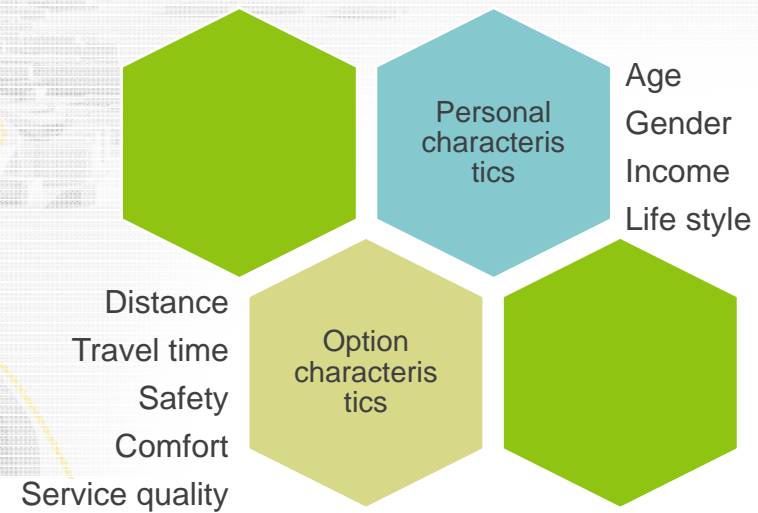 Personal
characteris
tics
Age
Gender
Income
Life style
Distance
Travel time
Safety
Comfort
Service quality
Option
characteris
tics